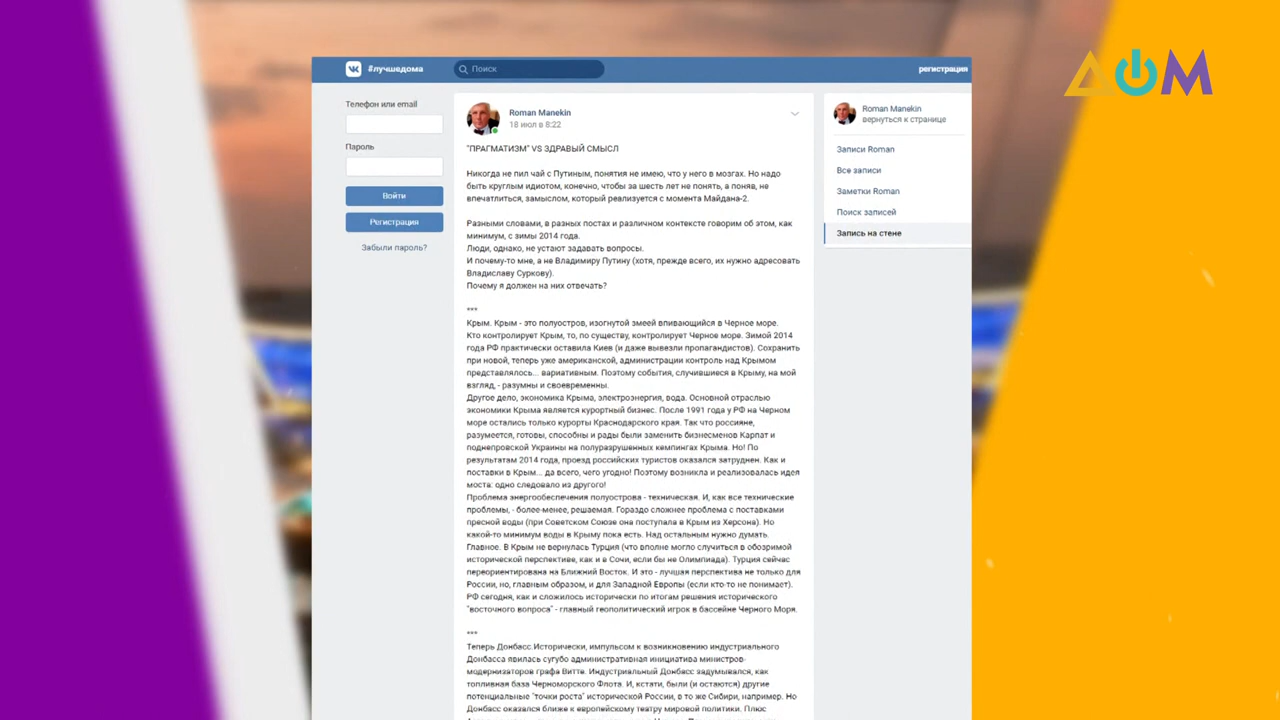 ДОМ
#лучшедома
Поиск
регистрация
Телефон или email
Пароль
Войти
Регистрация
Забыли пароль?
Roman Manekin
18 июл в 8:22
"ПРАГМАТИЗМ" VS ЗДРАВЫЙ СМЫСЛ
Никогда не пил чай с Путиным, понятия не имею, что у него в мозгах. Но надо
быть круглым идиотом, конечно, чтобы за шесть лет не понять, а поняв, не
впечатлиться, замыслом, который реализуется с момента Майдана-2.
Разными словами, в разных постах и различном контексте говорим об этом, как
минимум, с зимы 2014 года.
Люди, однако, не устают задавать вопросы.
И почему-то мне, а не Владимиру Путину (хотя, прежде всего, их нужно адресовать
Владиславу Суркову).
Почему я должен на них отвечать?
***
Крым. Крым - это полуостров, изогнутой змеей впивающийся в Черное море.
Кто контролирует Крым, то, по существу, контролирует Черное море. Зимой 2014
года РФ практически оставила Киев (и даже вывезли пропагандистов). Сохранить
при новой, теперь уже американской, администрации контроль над Крымом
представлялось... вариативным. Поэтому события, случившиеся в Крыму, на мой
взгляд, - разумны и своевременны.
Другое дело, экономика Крыма, электроэнергия, вода. Основной отраслью
экономики Крыма является курортный бизнес. После 1991 года у РФ на Черном
море остались только курорты Краснодарского края. Так что россияне,
разумеется, готовы, способны и рады были заменить бизнесменов Карпат и
поднепровской Украины на полуразрушенных кемпингах Крыма. Но! По
результатам 2014 года, проезд российских туристов оказался затруднен. Как и
поставки в Крым... да всего, чего угодно! Поэтому возникла и реализовалась идея
моста: одно следовало из другого!
Проблема энергообеспечения полуострова - техническая. И, как все технические
проблемы, - более-менее, решаемая. Гораздо сложнее проблема с поставками
пресной воды (при Советском Союзе она поступала в Крым из Херсона). Но
какой-то минимум воды в Крыму пока есть. Над остальным нужно думать.
Главное. В Крым не вернулась Турция (что вполне могло случиться в обозримой
исторической перспективе, как и в Сочи, если бы не Олимпиада). Турция сейчас
переориентирована на Ближний Восток. И это - лучшая перспектива не только для
России, но, главным образом, и для Западной Европы (если кто-то не понимает).
РФ сегодня, как и сложилось исторически по итогам решения исторического
"восточного вопроса" - главный геополитический игрок в бассейне Черного Моря.
***
Теперь Донбасс.Исторически, импульсом к возникновению индустриального
Донбасса явилась сугубо административная инициатива министров-
модернизаторов графа Витте. Индустриальный Донбасс задумывался, как
топливная база Черноморского Флота. И, кстати, были (и остаются) другие
потенциальные "точки роста" исторической России, в то же Сибири, например. Но
Донбасс оказался ближе к европейскому театру мировой политики. Плюс
Roman Manekin
вернуться к странице
Записи Roman
Все записи
Заметки Roman
Поиск записей
Запись на стене